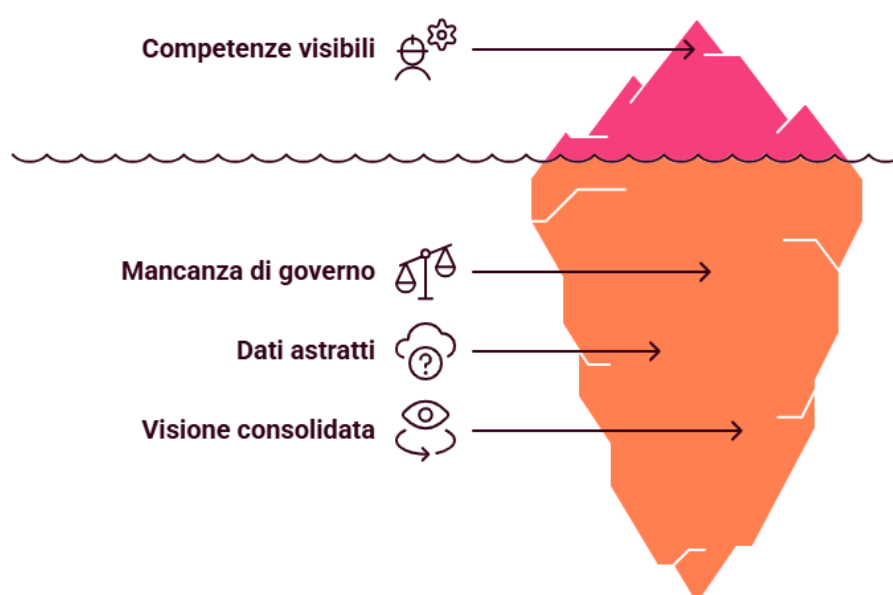 Competenze visibili
Mancanza di governo
Dati astratti
?
Visione consolidata